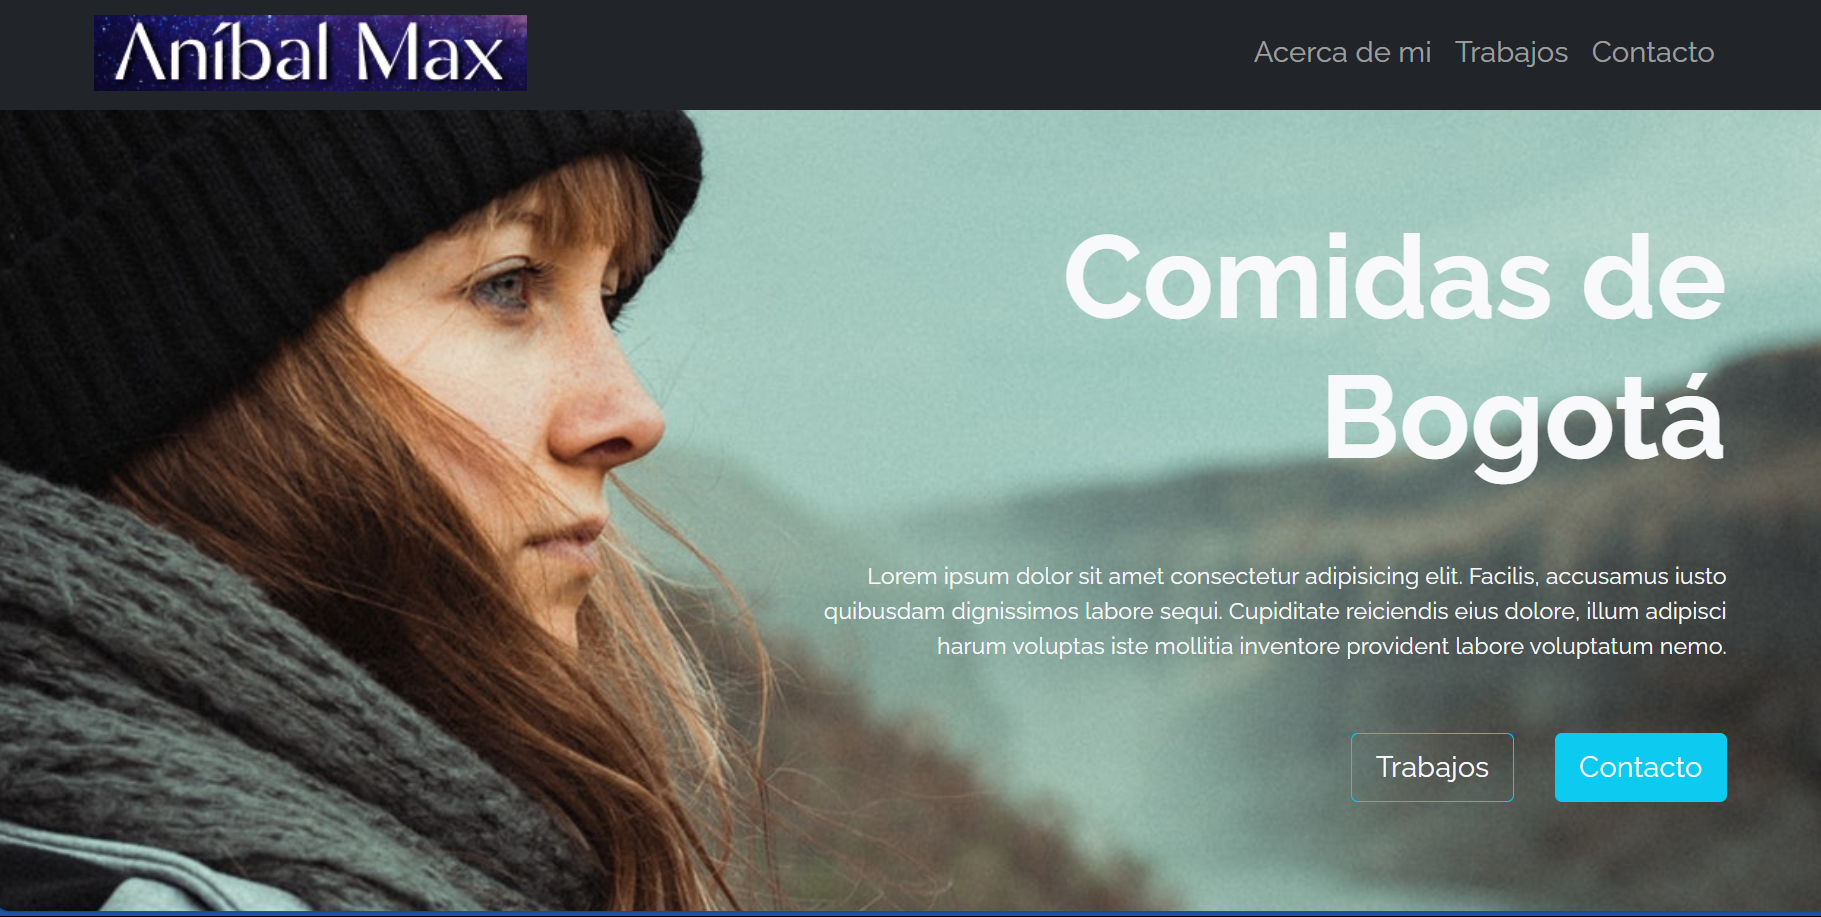 Aníbal Max
Acerca de mi Trabajos Contacto
Comidas de
Bogotá
Lorem ipsum dolor sit amet consectetur adipisicing elit. Facilis, accusamus iusto
quibusdam dignissimos labore sequi. Cupiditate reiciendis eius dolore, illum adipisci
harum voluptas iste mollitia inventore provident labore voluptatum nemo.
Trabajos Contacto